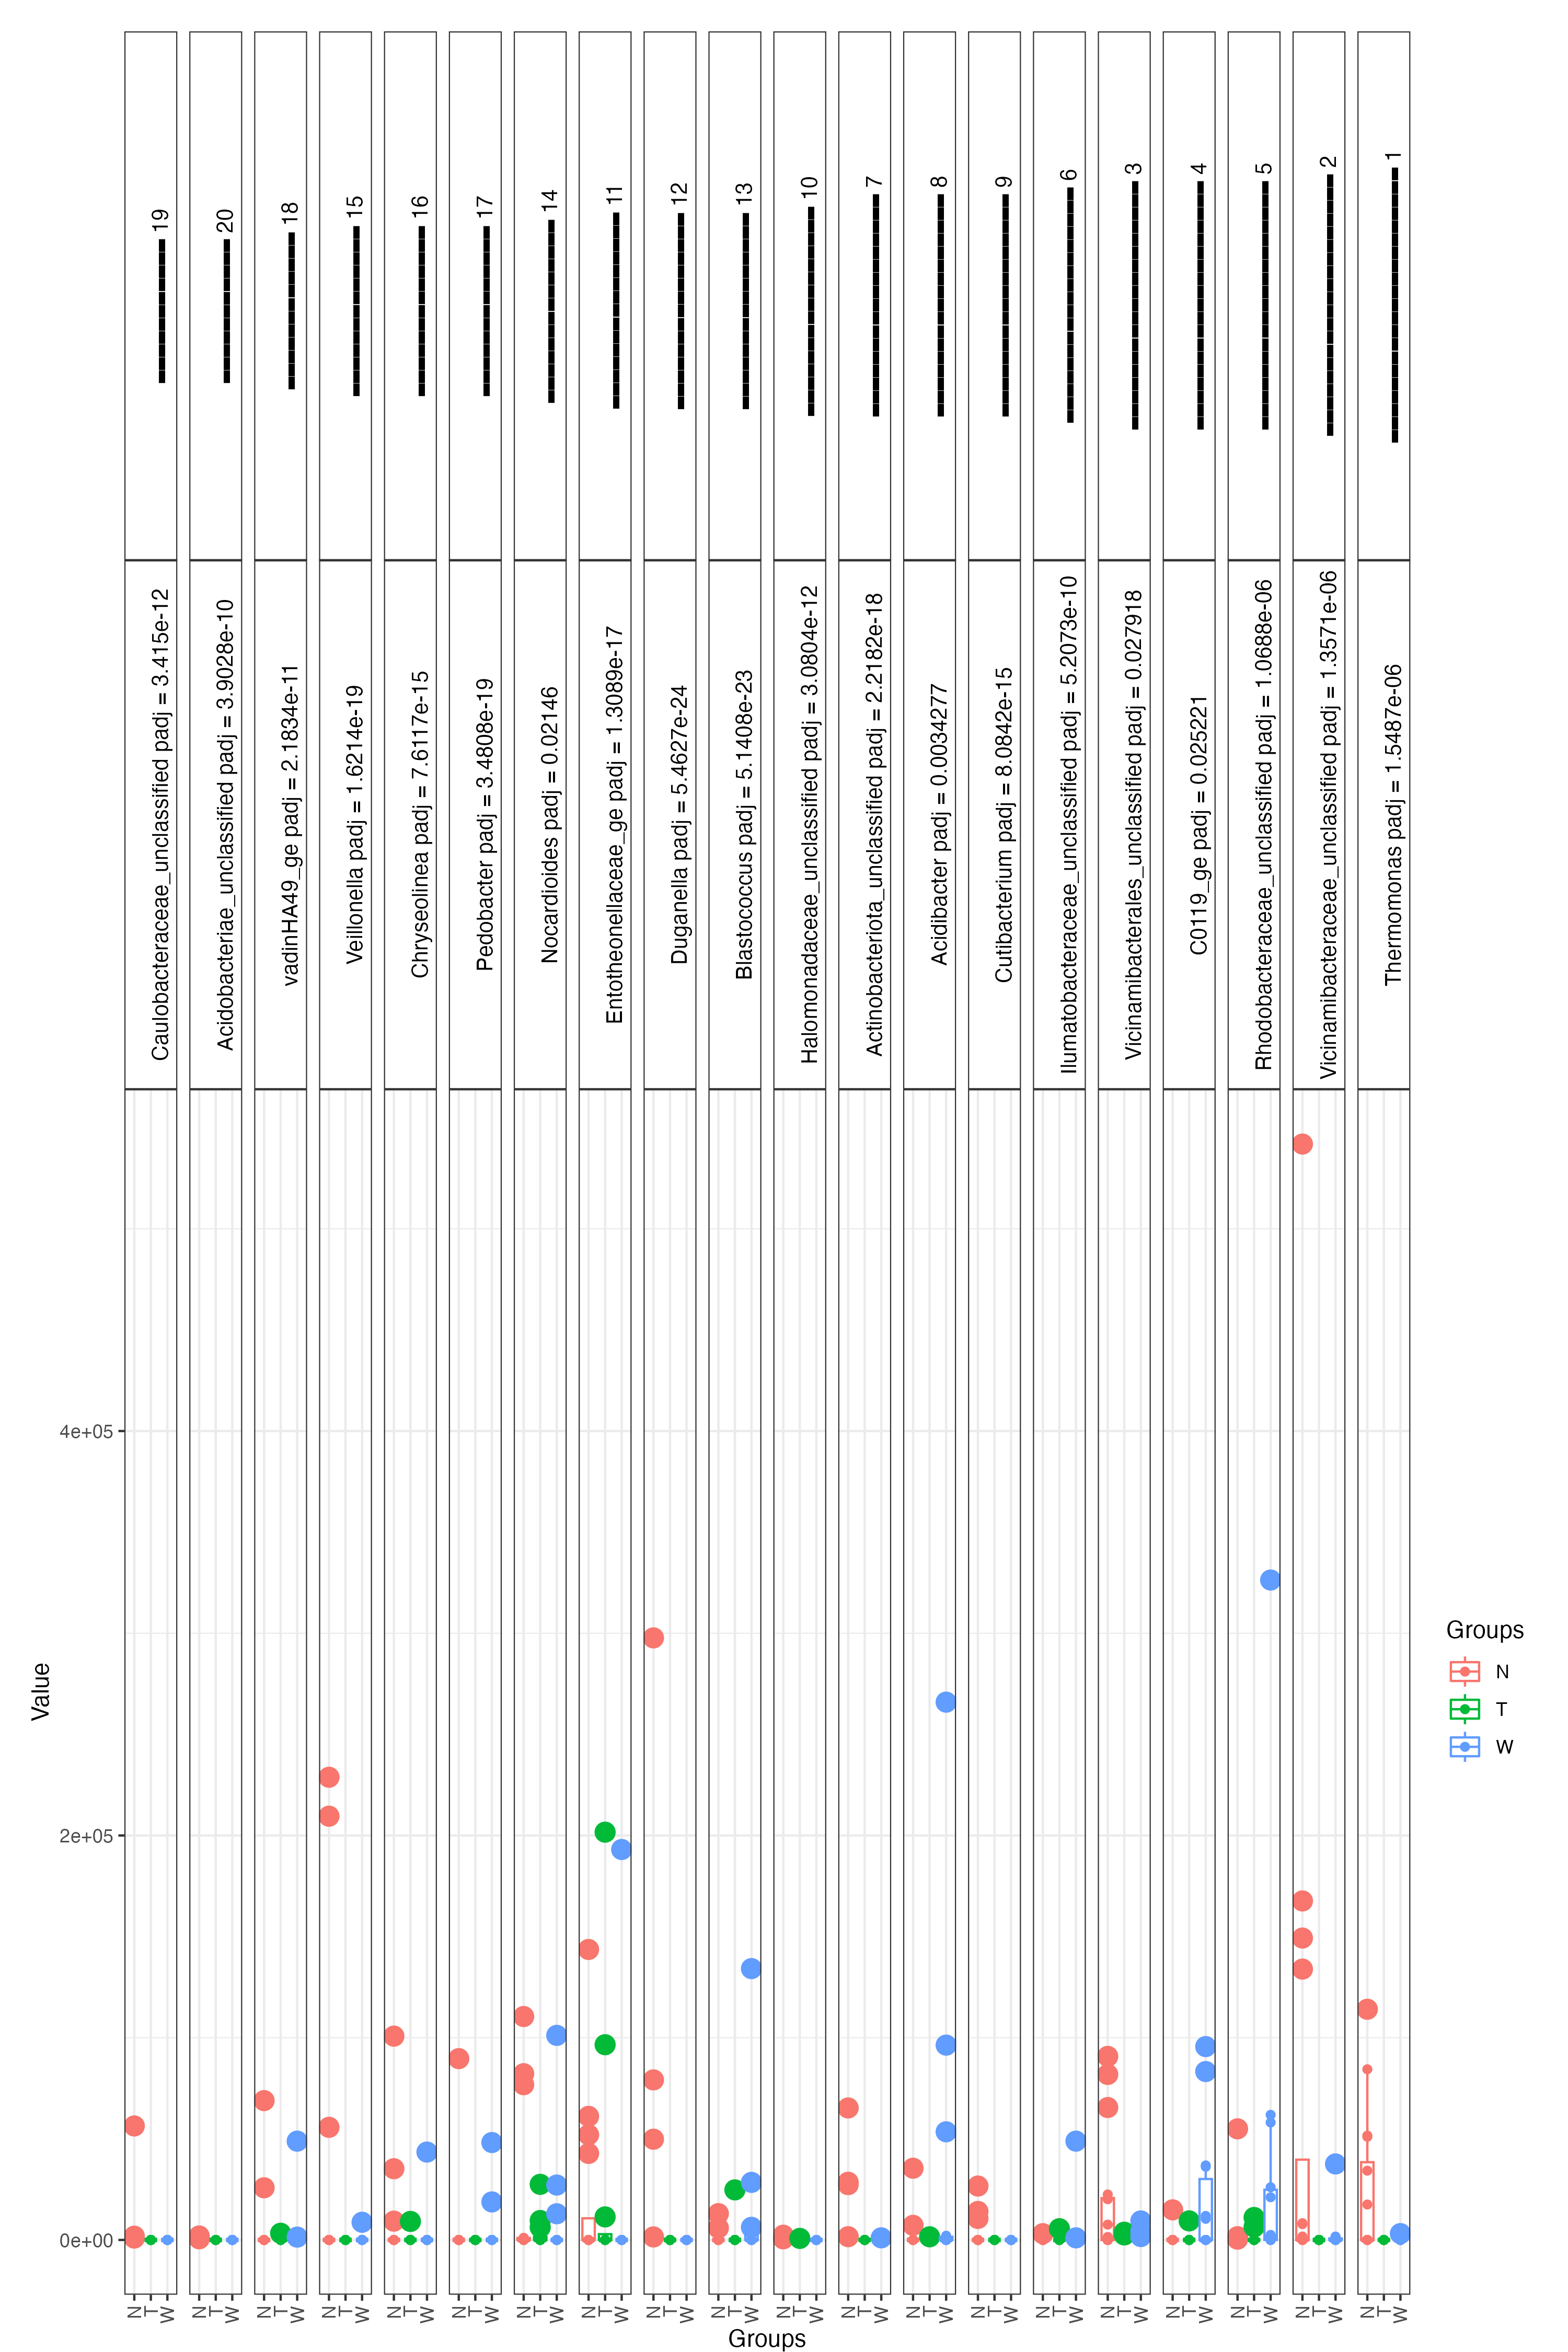 19
20
18
15
16
17
14
11
12
13
10
7
8
9
6
3
4
5
2
1
Caulobacteraceae_unclassified padj = 3.415e-12
Acidobacteriae_unclassified padj = 3.9028e-10
vadinHA49_ge padj = 2.1834e-11
Veillonella padj = 1.6214e-19
Chryseolinea padj = 7.6117e-15
Pedobacter padj = 3.4808e-19
Nocardioides padj = 0.02146
Entotheonellaceae_ge padj = 1.3089e-17
Duganella padj = 5.4627e-24
Blastococcus padj = 5.1408e-23
Halomonadaceae_unclassified padj = 3.0804e-12
Actinobacteriota_unclassified padj = 2.2182e-18
Acidibacter padj = 0.0034277
Cutibacterium padj = 8.0842e-15
Ilumatobacteraceae_unclassified padj = 5.2073e-10
Vicinamibacterales_unclassified padj = 0.027918
C0119_ge padj = 0.025221
Rhodobacteraceae_unclassified padj = 1.0688e-06
Vicinamibacteraceae_unclassified padj = 1.3571e-06
Thermomonas padj = 1.5487e-06
Value
4e+05
2e+05
0e+00
N T W N T W N T W N T W N T W N T W N T W N T W N T W N T W N T W N T W N T W N T W N T W N T W N T W N T W N T W N T W
Groups
Groups
N
T
W